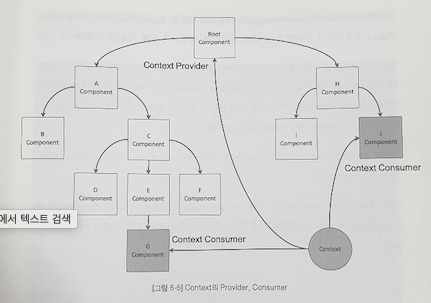 Root
Component
Context Provider
A
Component
H
Component
B
Component
C
Component
I
Component
J
Component
Context Consumer
D
Component
E
Component
F
Component
에서 텍스트 검색
G
Component
Context Consumer
Context
[그림 6-6] Context의 Provider, Consumer